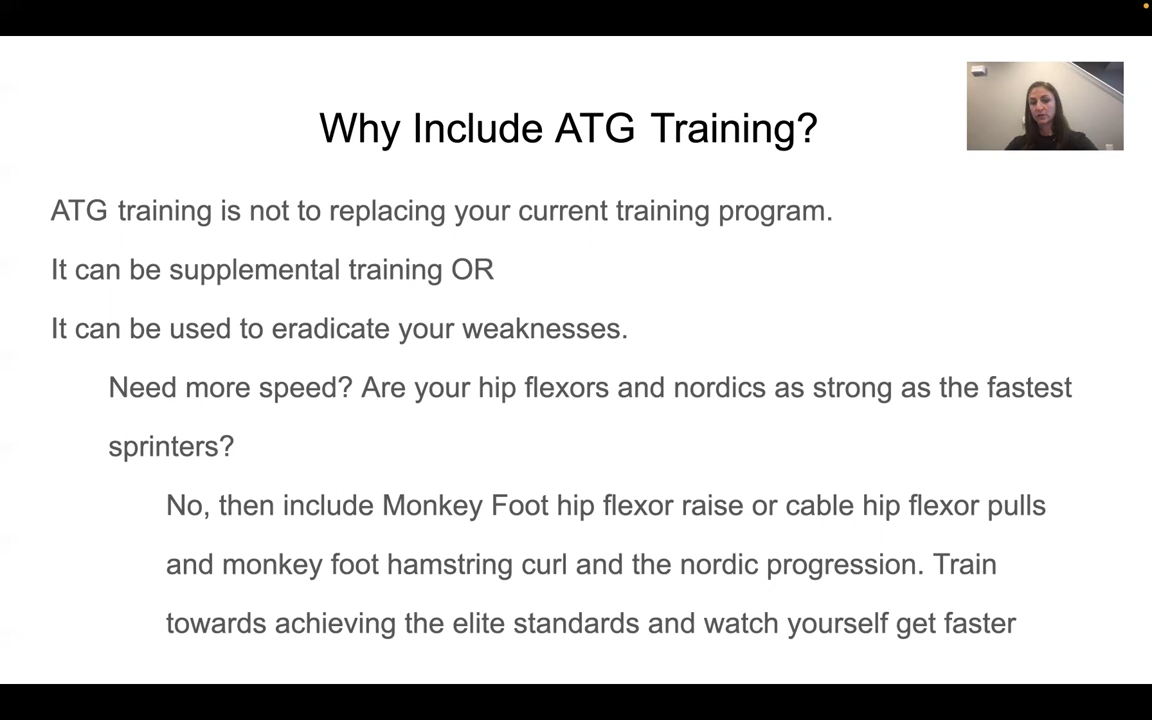 Why Include ATG Training?
ATG training is not to replacing your current training program.
It can be supplemental training OR
It can be used to eradicate your weaknesses.
Need more speed? Are your hip flexors and nordics as strong as the fastest
sprinters?
No, then include Monkey Foot hip flexor raise or cable hip flexor pulls
and monkey foot hamstring curl and the nordic progression. Train
towards achieving the elite standards and watch yourself get faster